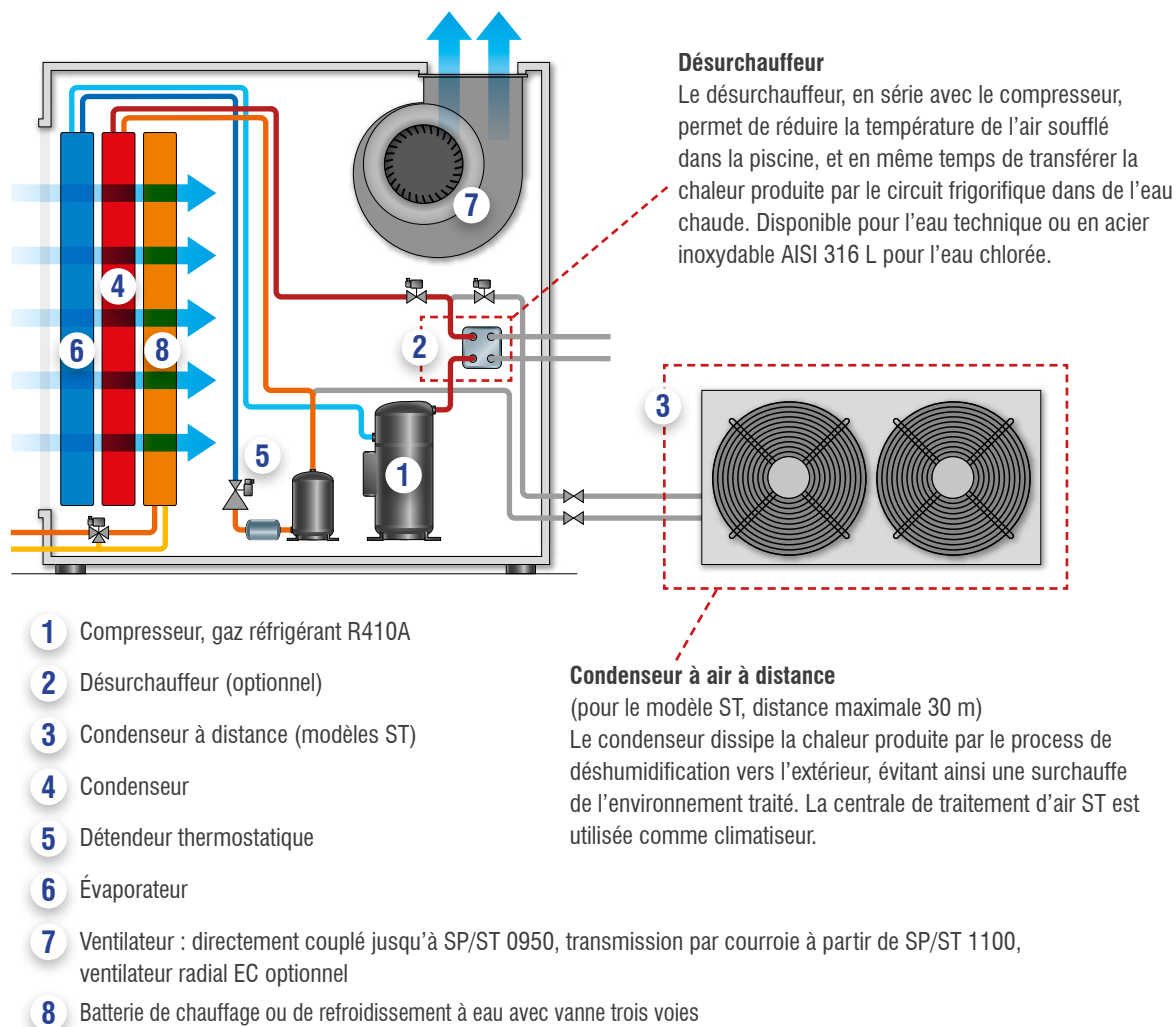 Désurchauffeur
Le désurchauffeur, en série avec le compresseur,
permet de réduire la température de l’air soufflé
dans la piscine, et en même temps de transférer la
chaleur produite par le circuit frigorifique dans de l’eau
chaude. Disponible pour l’eau technique ou en acier
inoxydable AISI 316 L pour l’eau chlorée.
7
4
6
8
2
3
5
1
1 Compresseur, gaz réfrigérant R410A
2 Désurchauffeur (optionnel)
3 Condenseur à distance (modèles ST)
4 Condenseur
5 Détendeur thermostatique
6 Évaporateur
Condenseur à air à distance
(pour le modèle ST, distance maximale 30 m)
Le condenseur dissipe la chaleur produite par le process de
déshumidification vers l’extérieur, évitant ainsi une surchauffe
de l’environnement traité. La centrale de traitement d’air ST est
utilisée comme climatiseur.
7 Ventilateur : directement couplé jusqu’à SP/ST 0950, transmission par courroie à partir de SP/ST 1100,
ventilateur radial EC optionnel
8 Batterie de chauffage ou de refroidissement à eau avec vanne trois voies